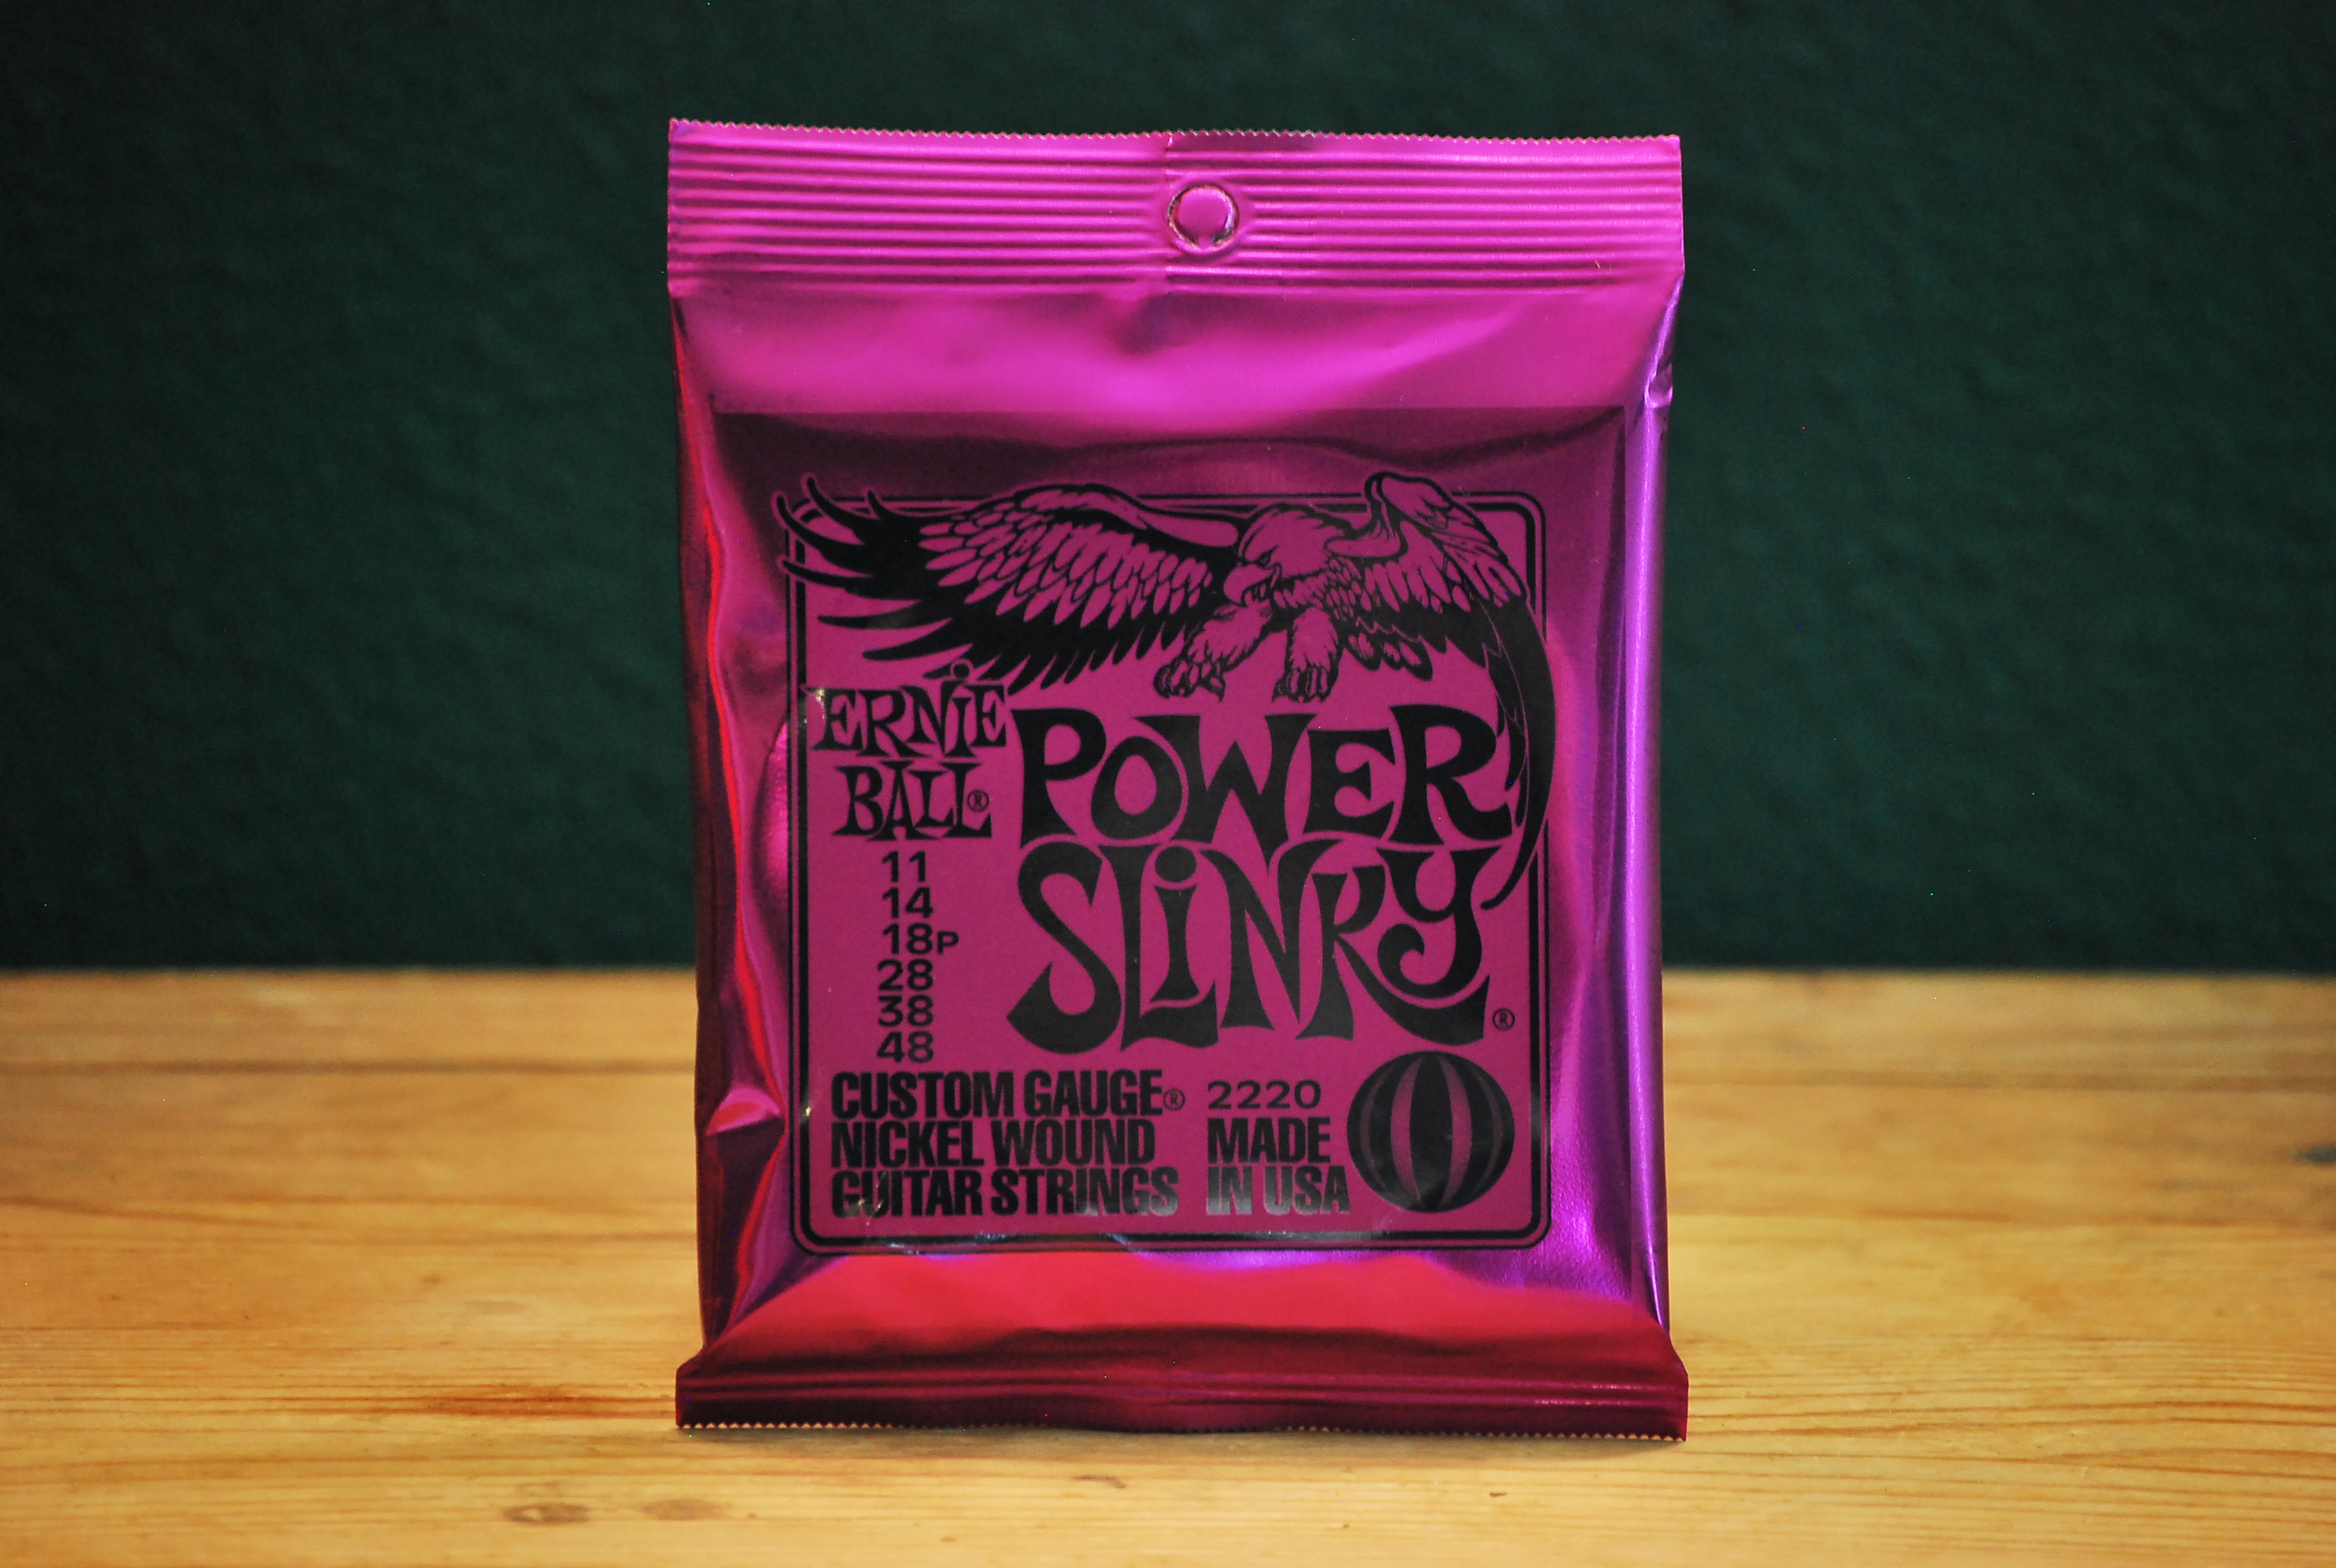 ERNiE
BALL®
POWER
SLiNKY®
11
14
18P
28
38
48
CUSTOM GAUGE®
NICKEL WOUND
GUITAR STRINGS
2220
MADE
IN USA